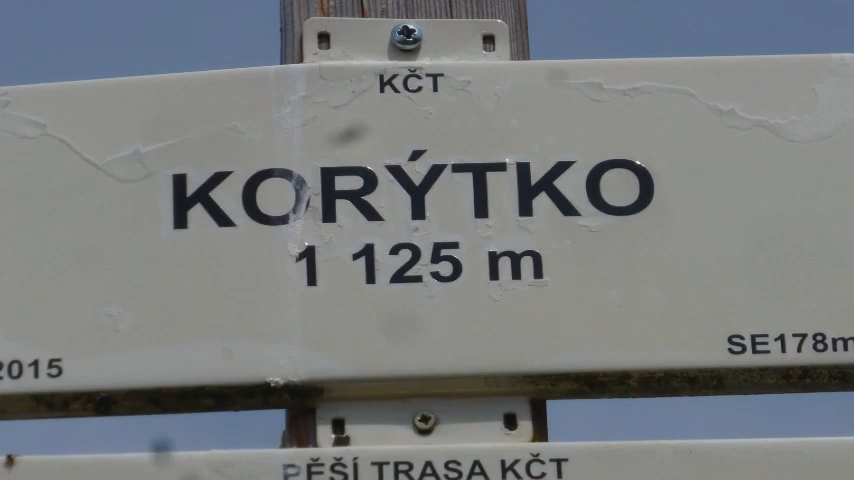 KČT
KORÝTKO
1 125 m
2015
SE178m
PĚŠÍ TRASA KČT